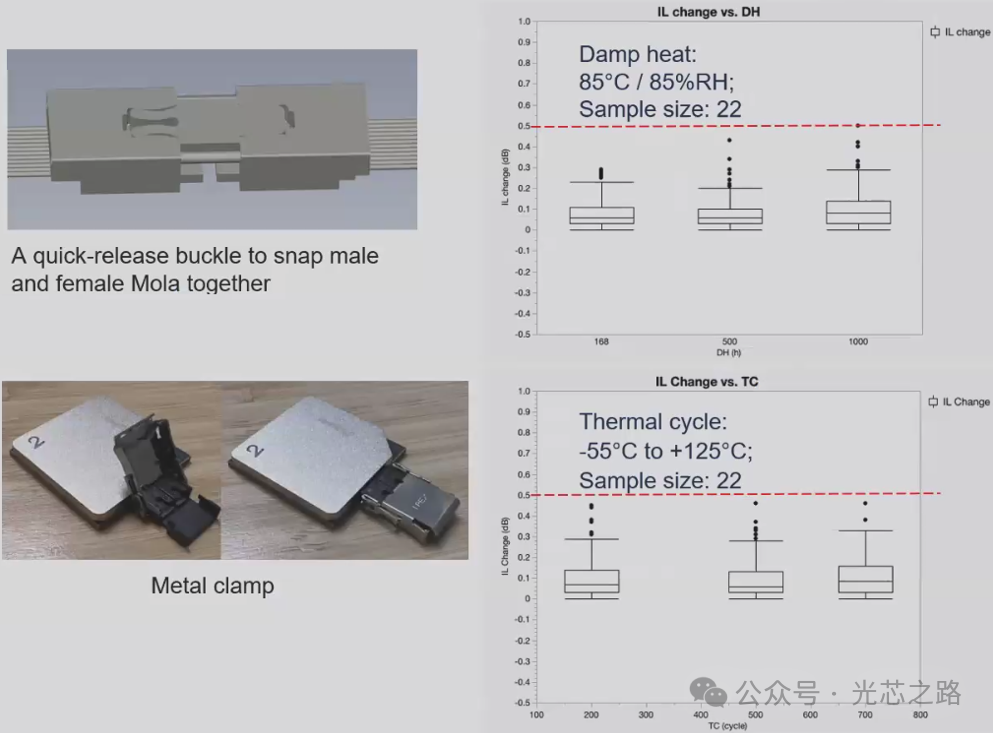 A quick-release buckle to snap male
and female Mola together
2
2
Metal clamp
IL change vs. DH
IL change
Damp heat:
85°C / 85%RH;
Sample size: 22
IL change (dB)
1.0
0.9
0.8
0.7
0.6
0.5
0.4
0.3
0.2
0.1
0
-0.1
-0.2
-0.3
-0.4
-0.5
168 500 1000
DH (h)
IL Change vs. TC
IL Change
Thermal cycle:
-55°C to +125°C;
Sample size: 22
IL Change (dB)
1.0
0.9
0.8
0.7
0.6
0.5
0.4
0.3
0.2
0.1
0
-0.1
-0.2
-0.3
-0.4
-0.5
100 200 300 400 500 600 700 800
TC (cycle)
公众号 · 光芯之路